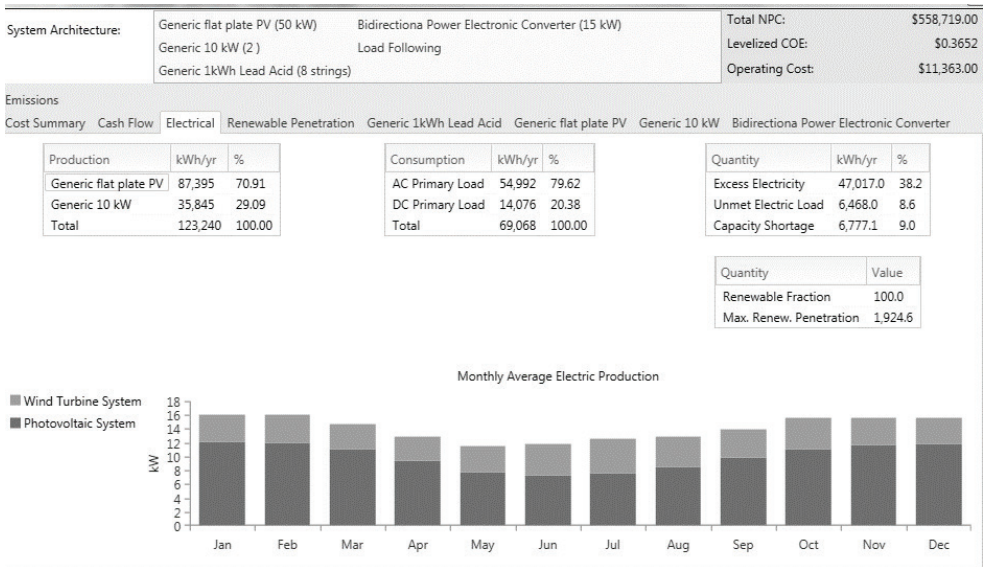 System Architecture:
Generic flat plate PV (50 kW)
Bidirectiona Power Electronic Converter (15 kW)
Generic 10 kW (2 )
Load Following
Generic 1kWh Lead Acid (8 strings)
Total NPC: $558,719.00
Levelized COE: $0.3652
Operating Cost: $11,363.00
Emissions
Cost Summary Cash Flow Electrical Renewable Penetration Generic 1kWh Lead Acid Generic flat plate PV Generic 10 kW Bidirectiona Power Electronic Converter
Production kWh/yr %
Generic flat plate PV 87,395 70.91
Generic 10 kW 35,845 29.09
Total 123,240 100.00
Consumption kWh/yr %
AC Primary Load 54,992 79.62
DC Primary Load 14,076 20.38
Total 69,068 100.00
Quantity kWh/yr %
Excess Electricity 47,017.0 38.2
Unmet Electric Load 6,468.0 8.6
Capacity Shortage 6,777.1 9.0
Quantity Value
Renewable Fraction 100.0
Max. Renew. Penetration 1,924.6
Monthly Average Electric Production
Wind Turbine System
Photovoltaic System
kW
18
16
14
12
10
8
6
4
2
0
Jan Feb Mar Apr May Jun Jul Aug Sep Oct Nov Dec